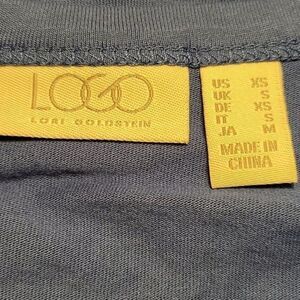 LOGO
LORI GOLDSTEIN
US XS
UK S
DE XS
IT S
JA M
MADE IN
CHINA